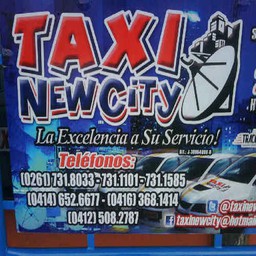 TAXI
NEW CITY
La Excelencia a Su Servicio!
Teléfonos:
(0261) 731.8033 - 731.1101 - 731.1585
(0414) 652.6677 - (0416) 368.1414
(0412) 508.2787
@taxinew
taxinewcity@hotmai